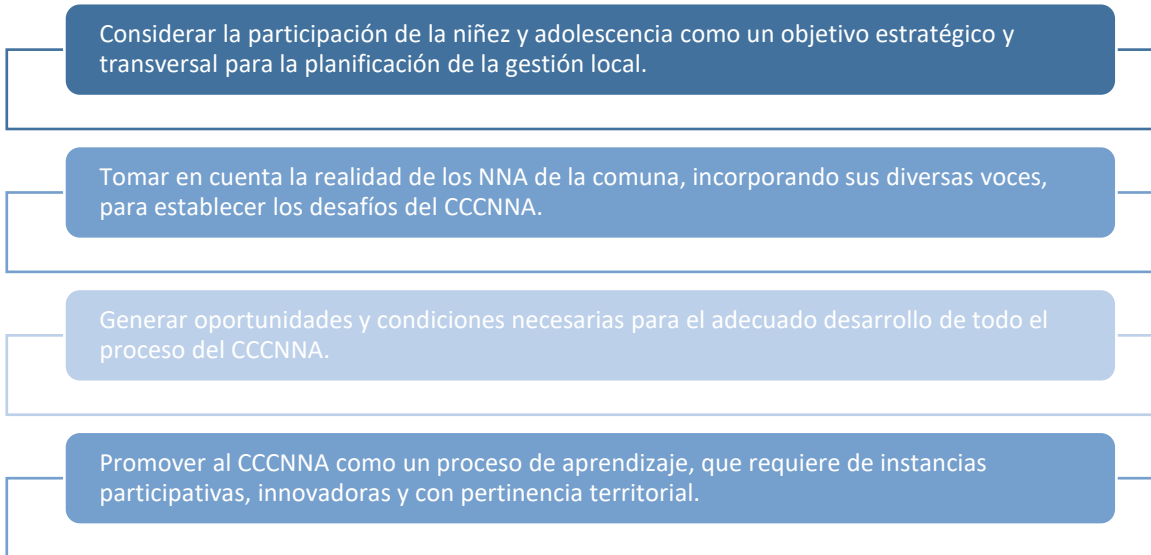 Considerar la participación de la niñez y adolescencia como un objetivo estratégico y
transversal para la planificación de la gestión local.
Tomar en cuenta la realidad de los NNA de la comuna, incorporando sus diversas voces,
para establecer los desafíos del CCCNNA.
Generar oportunidades y condiciones necesarias para el adecuado desarrollo de todo el
proceso del CCCNNA.
Promover al CCCNNA como un proceso de aprendizaje, que requiere de instancias
participativas, innovadoras y con pertinencia territorial.